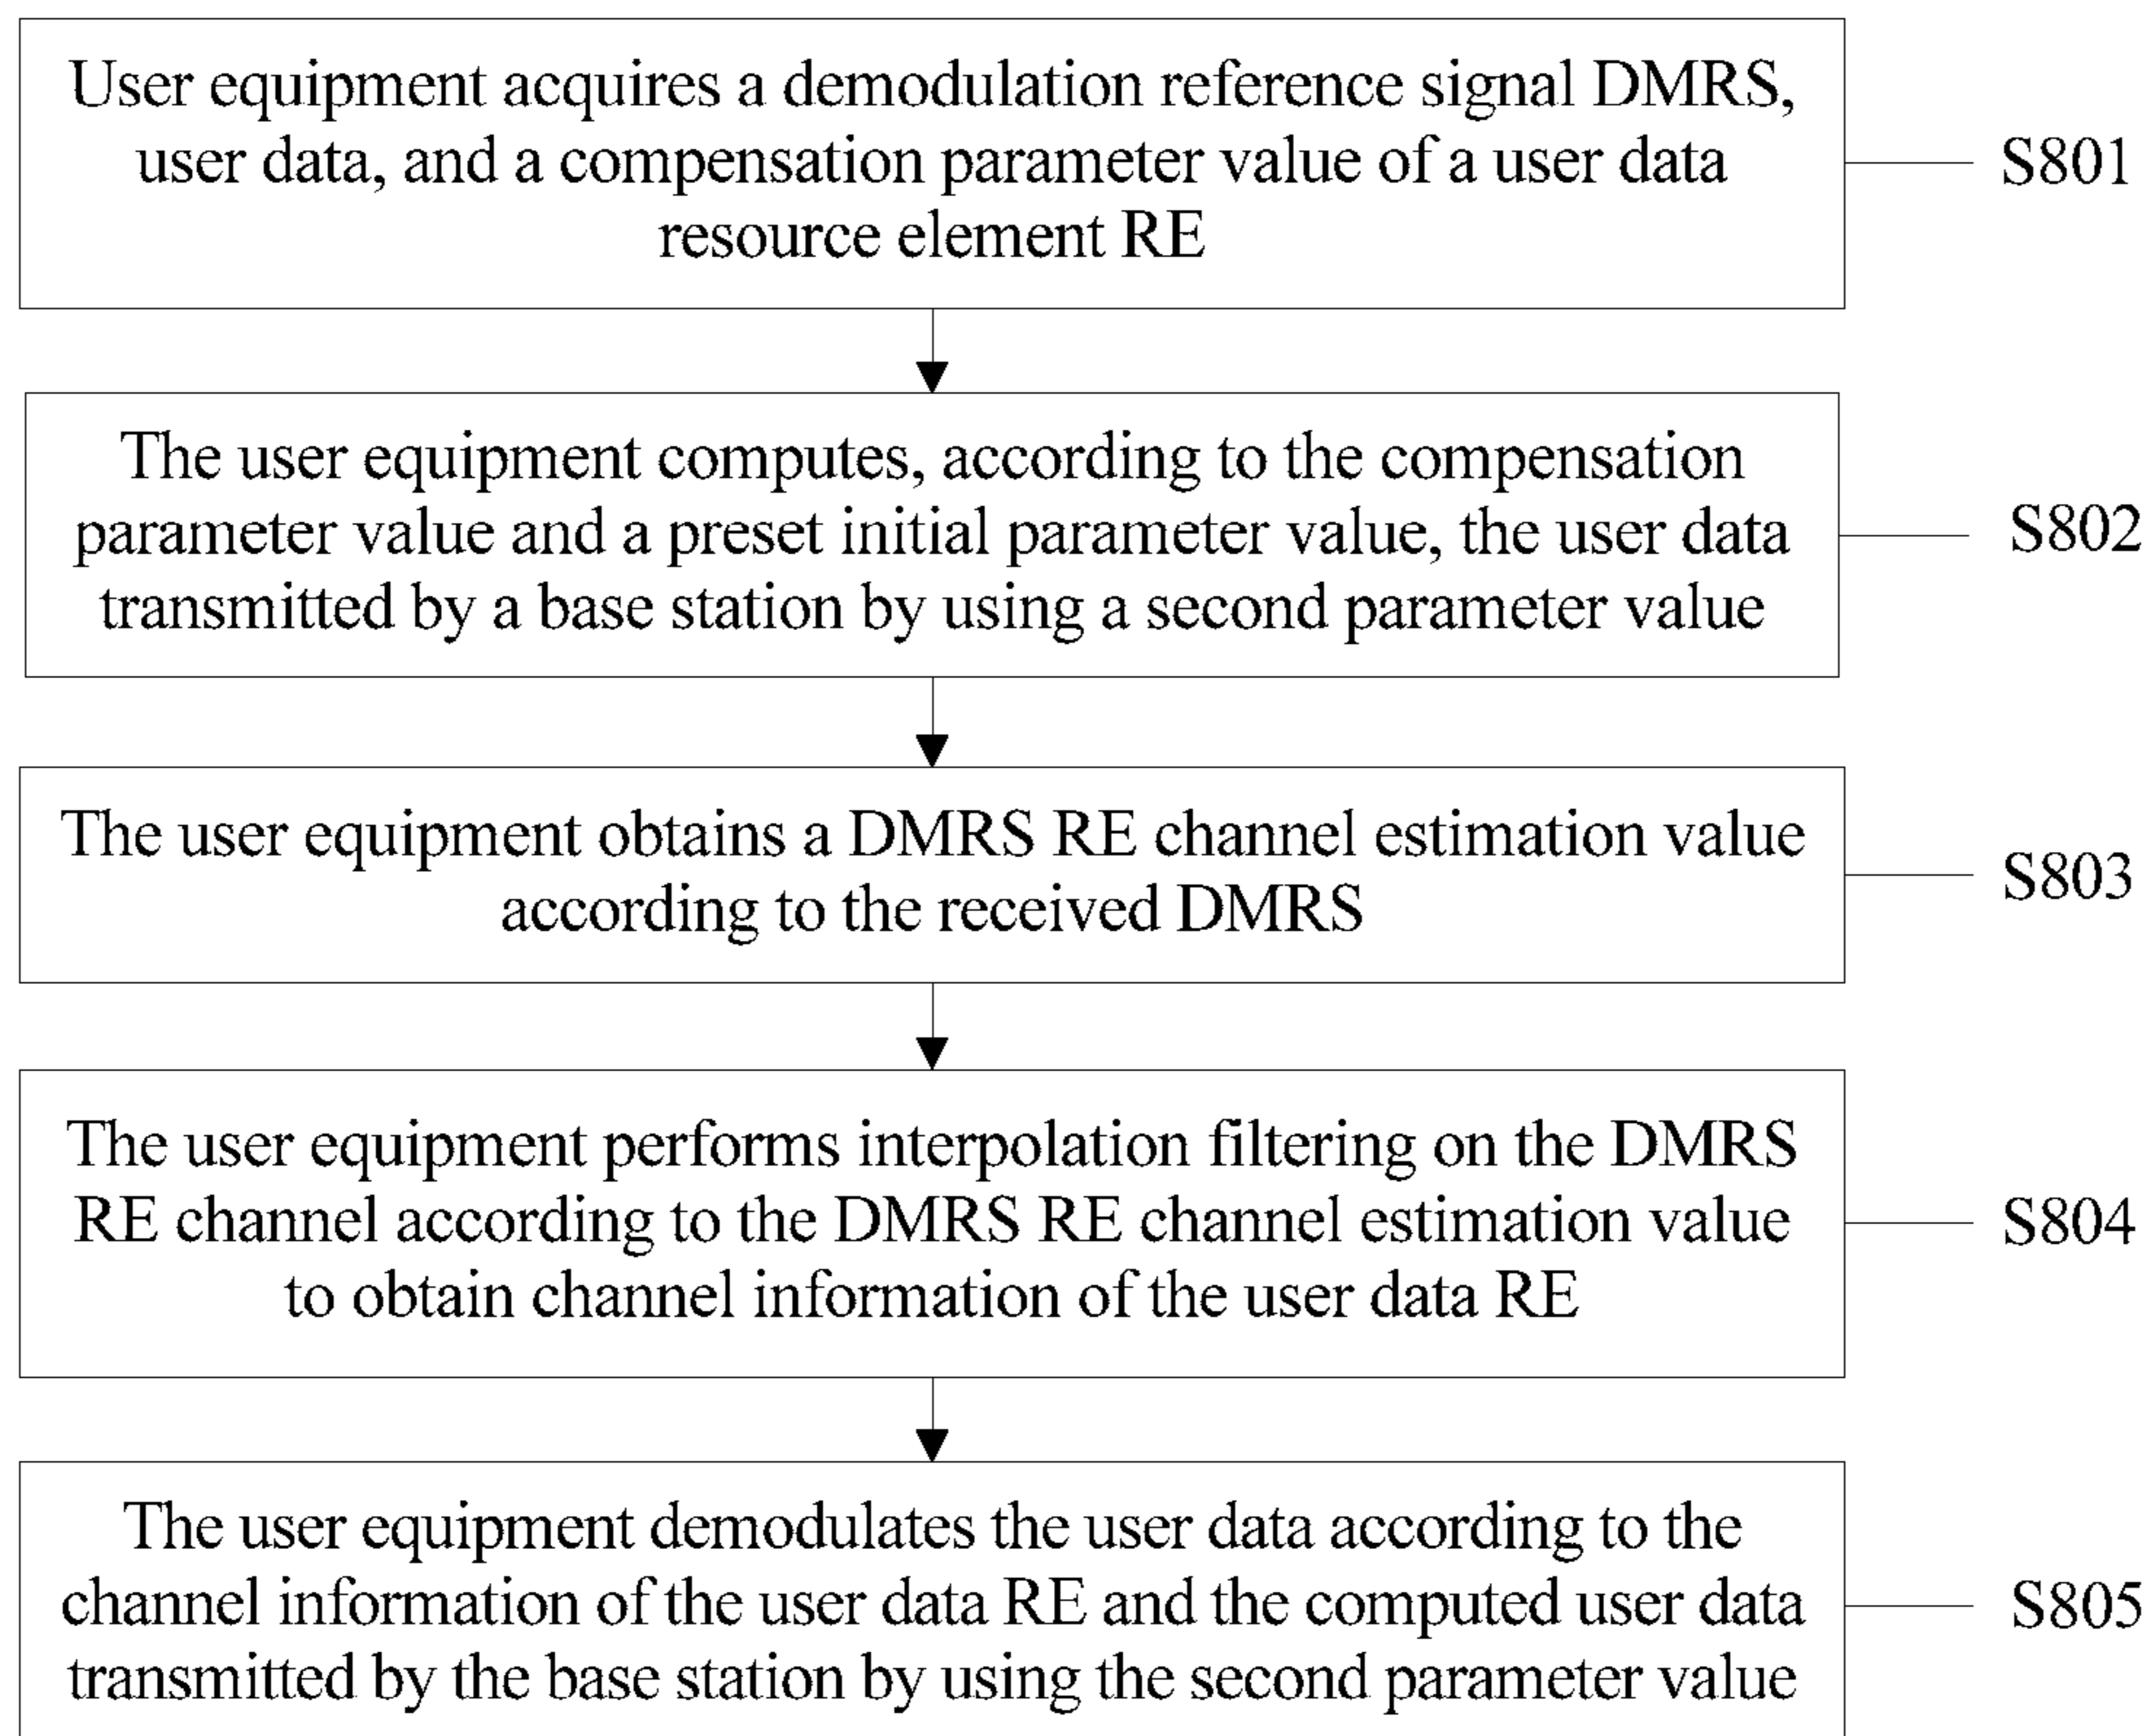 User equipment acquires a demodulation reference signal DMRS,
user data, and a compensation parameter value of a user data
resource element RE
S801
The user equipment computes, according to the compensation
parameter value and a preset initial parameter value, the user data
transmitted by a base station by using a second parameter value
S802
The user equipment obtains a DMRS RE channel estimation value
according to the received DMRS
S803
The user equipment performs interpolation filtering on the DMRS
RE channel according to the DMRS RE channel estimation value
to obtain channel information of the user data RE
S804
The user equipment demodulates the user data according to the
channel information of the user data RE and the computed user data
transmitted by the base station by using the second parameter value
S805